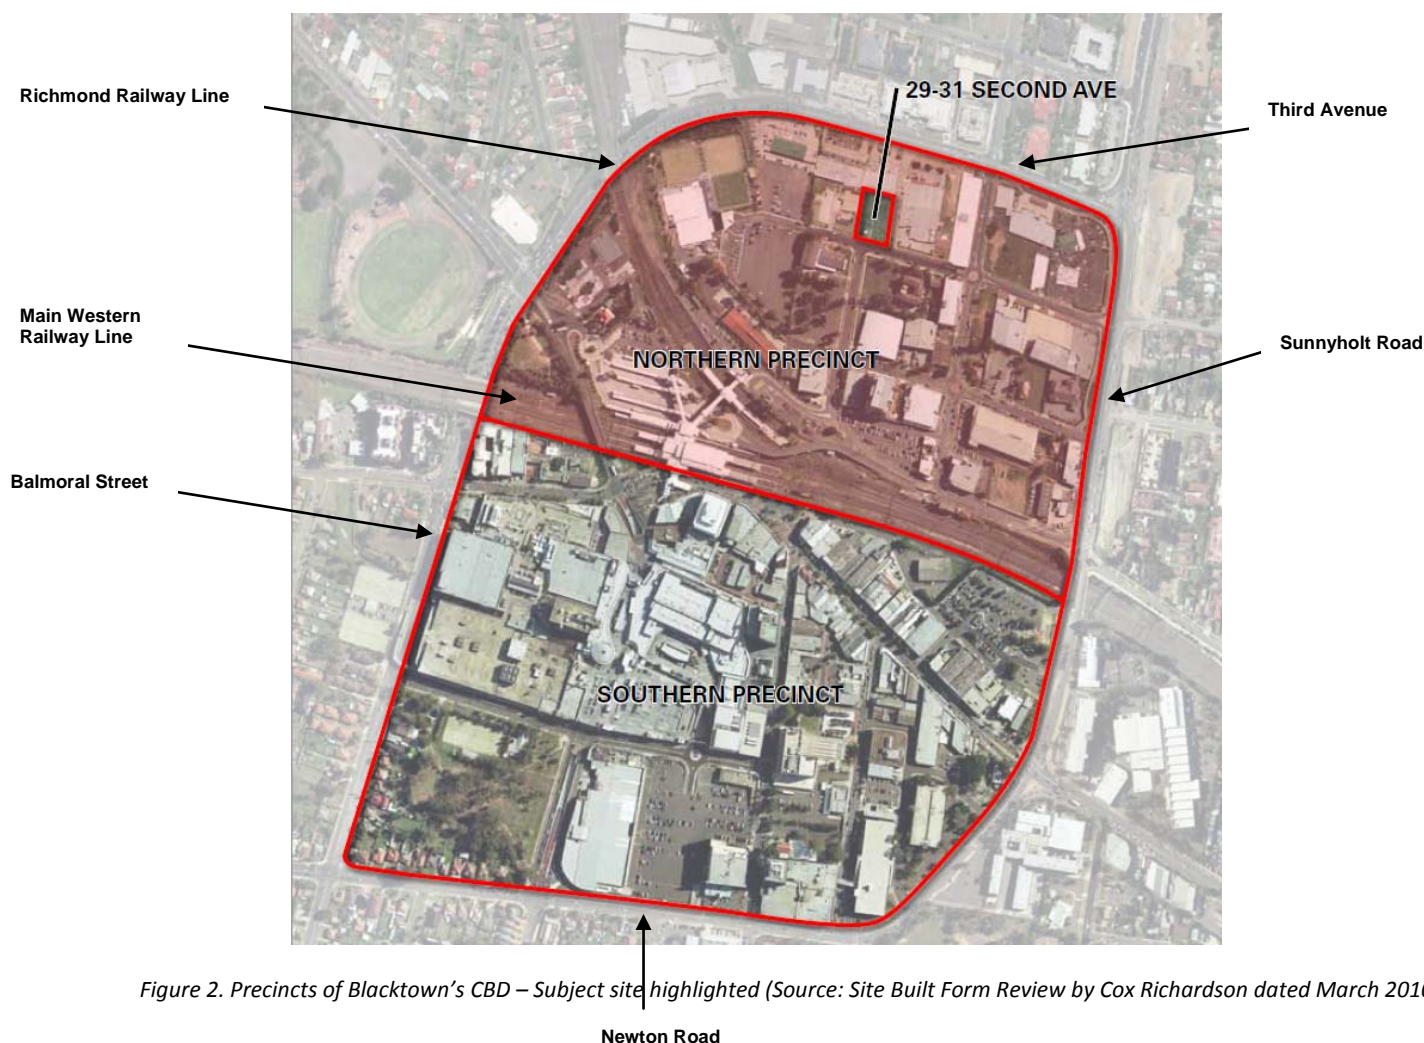 29-31 SECOND AVE
Richmond Railway Line
Third Avenue
Main Western
Railway Line
Sunnyholt Road
NORTHERN PRECINCT
Balmoral Street
SOUTHERN PRECINCT
Figure 2. Precincts of Blacktown’s CBD – Subject site highlighted (Source: Site Built Form Review by Cox Richardson dated March
Newton Road